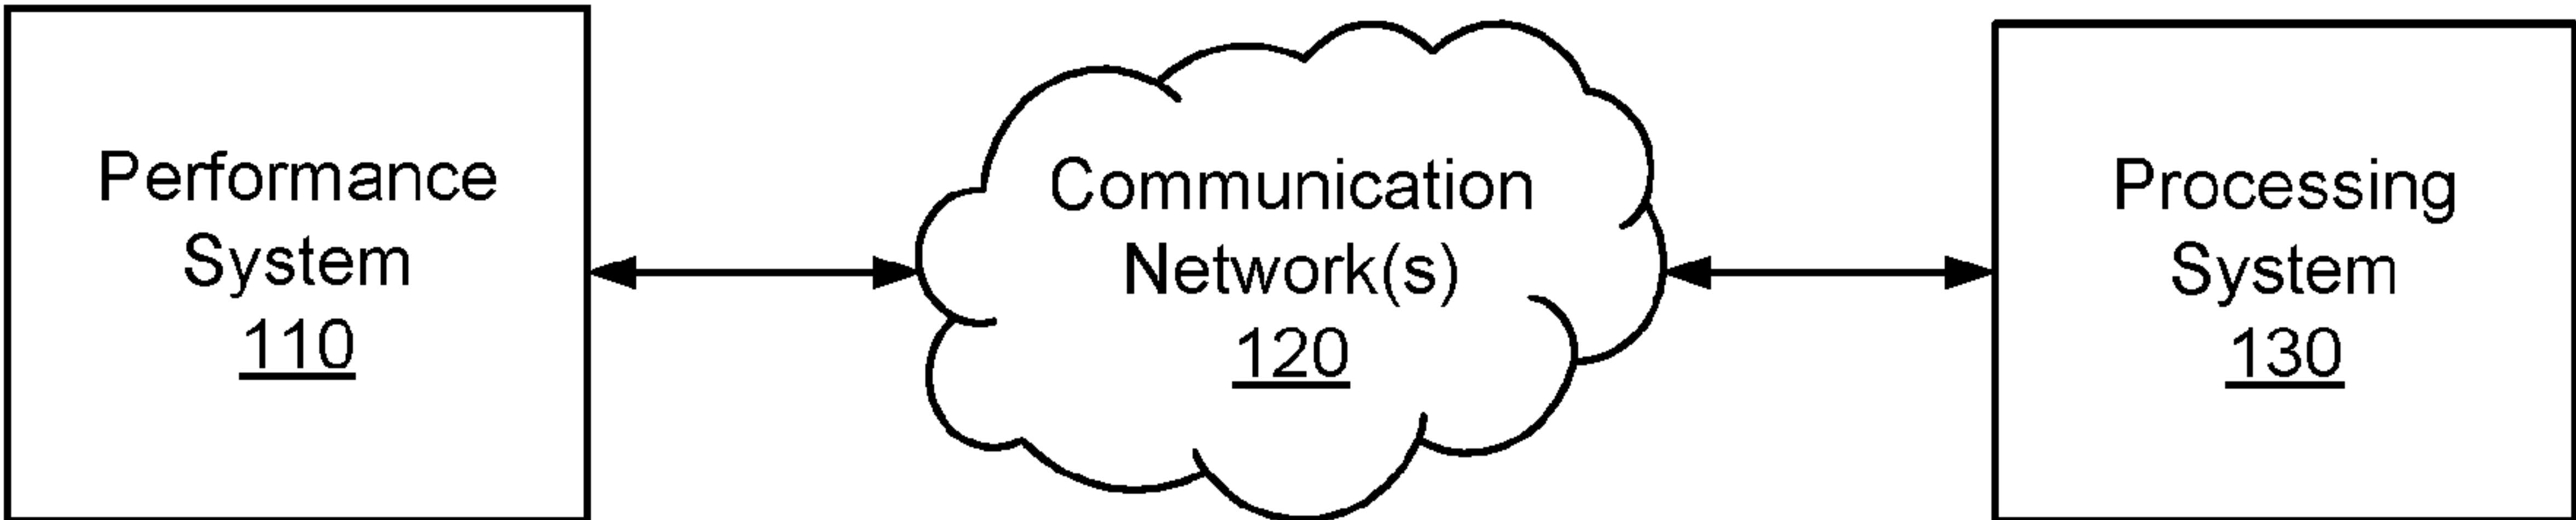 Performance
System
110
Communication
Network(s)
120
Processing
System
130